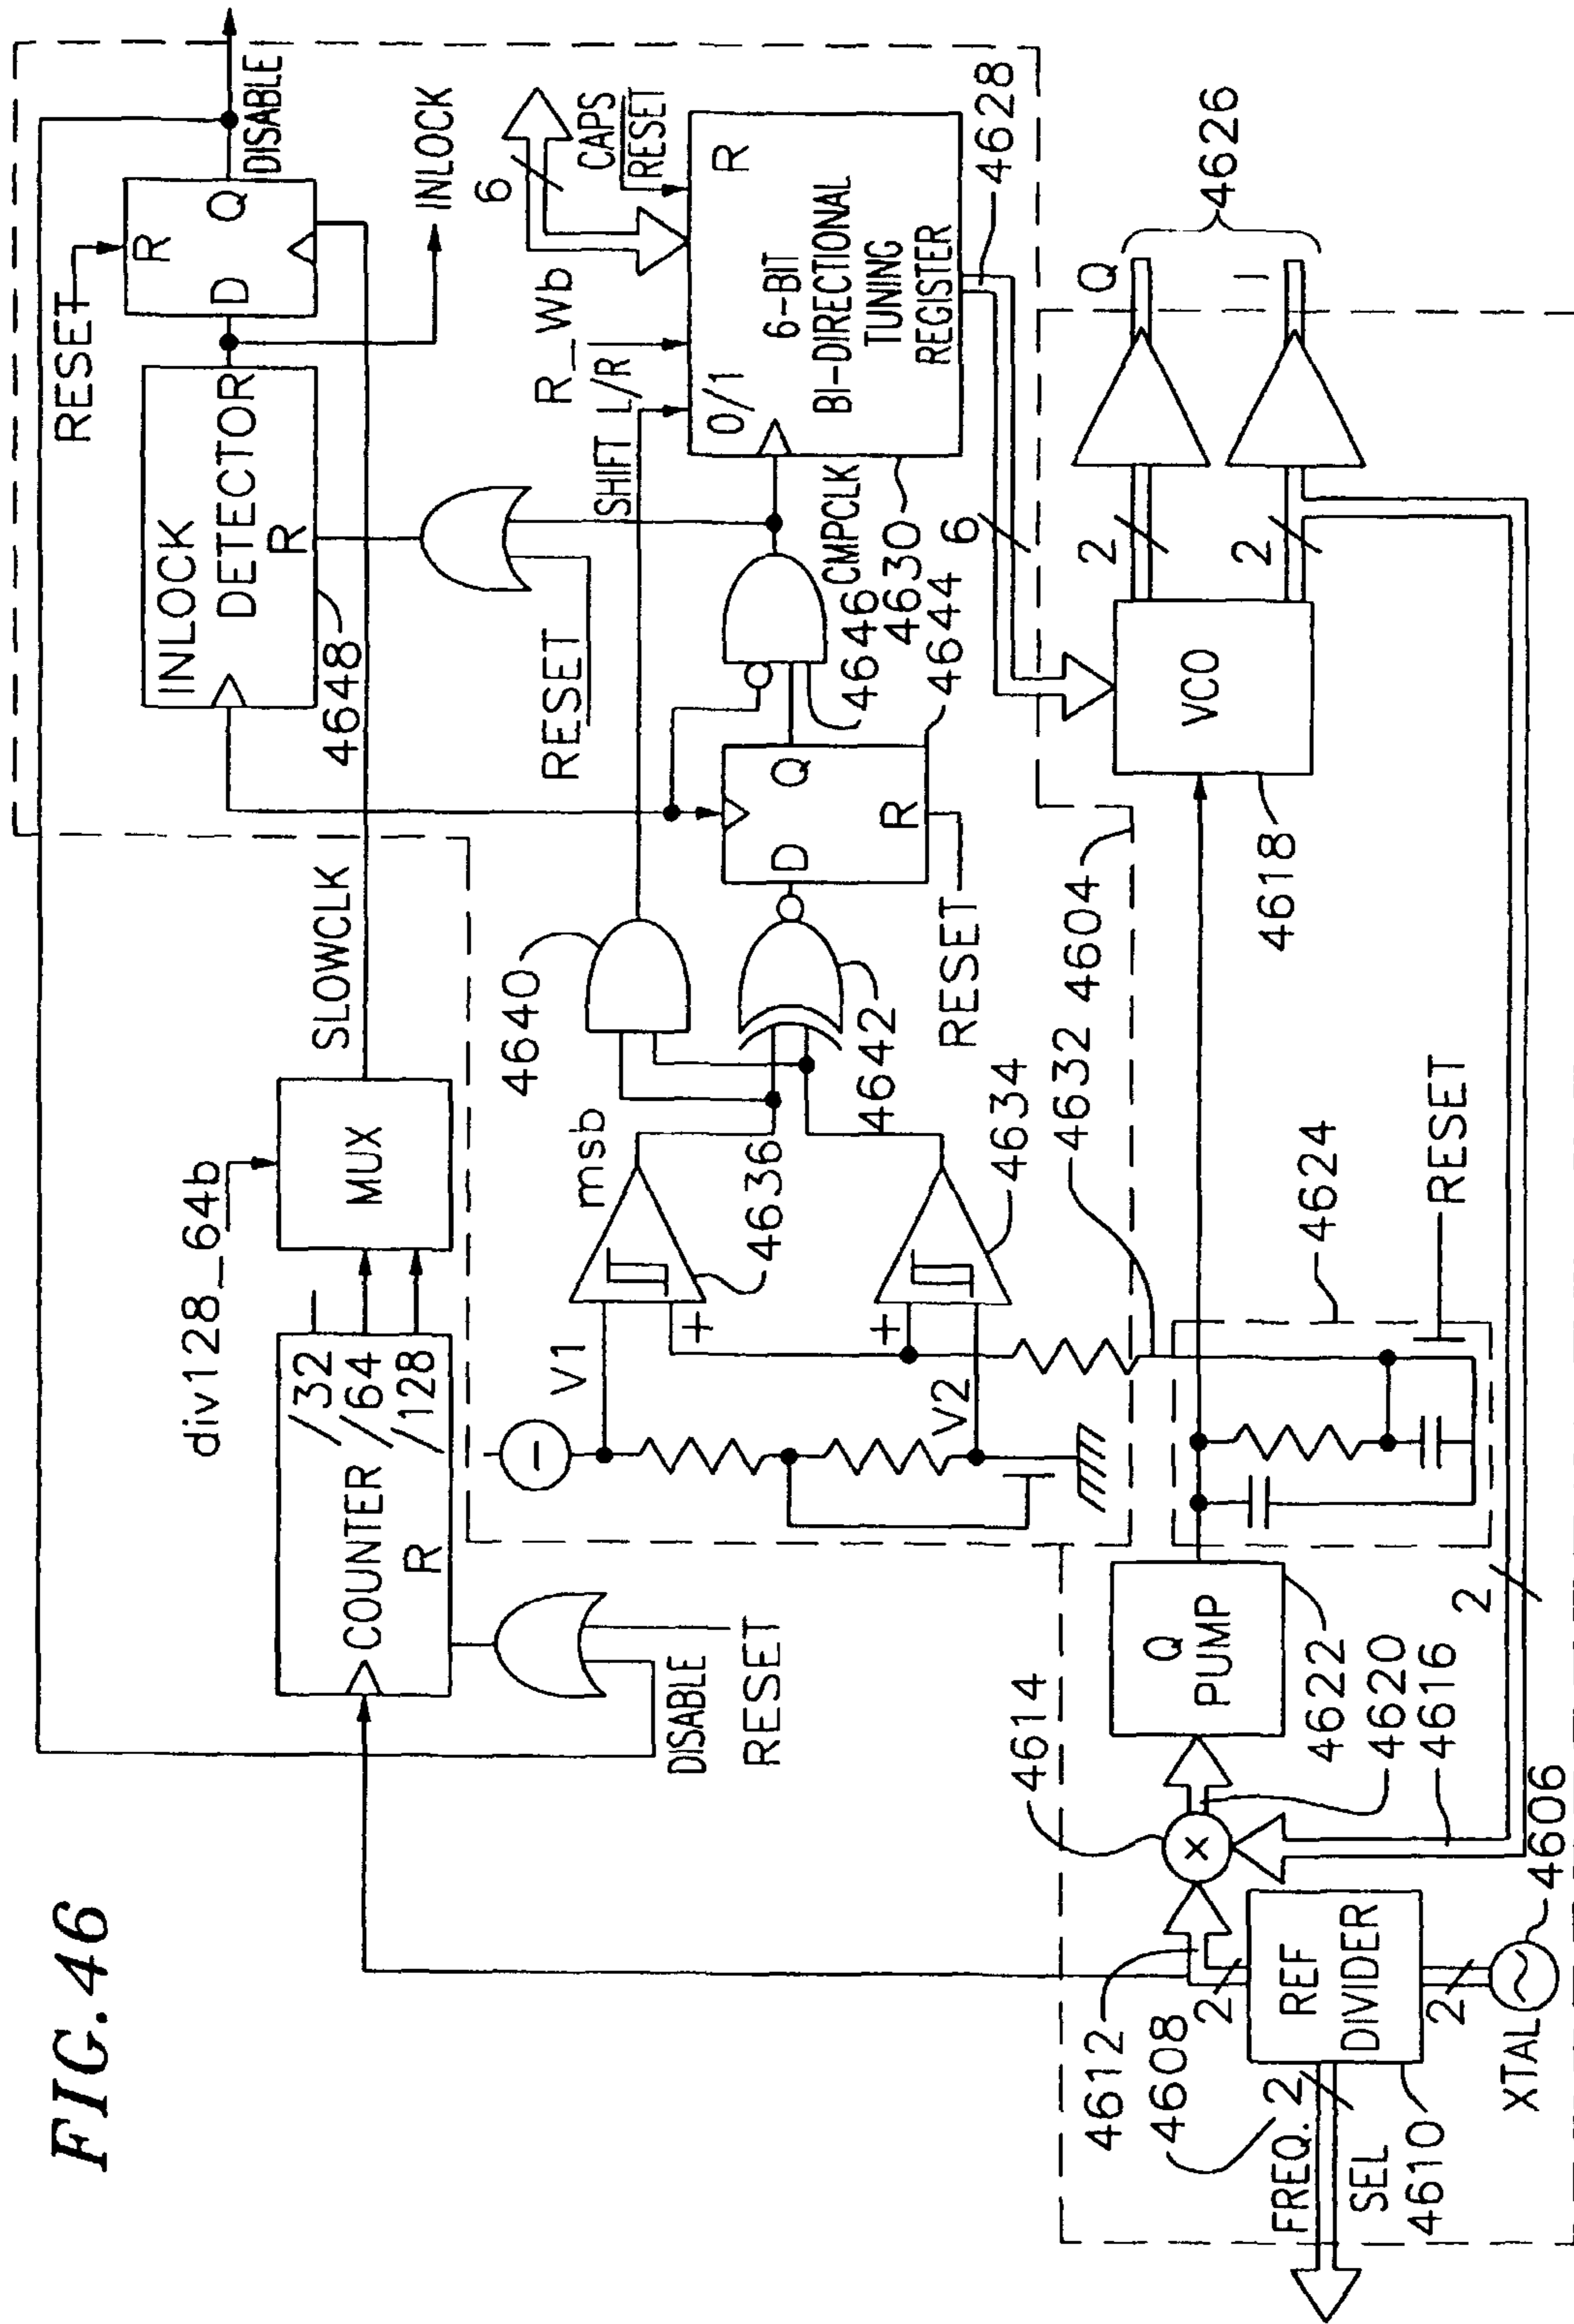 FIG.46
div128_64b
COUNTER
/32
/64
/128
R
MUX
SLOWCLK
DISABLE
RESET
INLOCK
DETECTOR
R
4648
RESET
R
D
Q
DISABLE
INLOCK
RESET
V1
V2
+
+
msb
4636
4634
4632
4640
4642
D
Q
R
RESET
4644
4646
CMPCLK
4630
SHIFT L/R
R_Wb
6
CAPS
RESET
0/1
R
6-BIT
BI-DIRECTIONAL
TUNING
REGISTER
4628
6
4604
FREQ.
SEL
2
4608
4610
4612
2
REF
DIVIDER
2
XTAL
4606
4614
×
4616
4620
4622
Q
PUMP
4624
RESET
2
VCO
4618
2
2
Q
I
4626